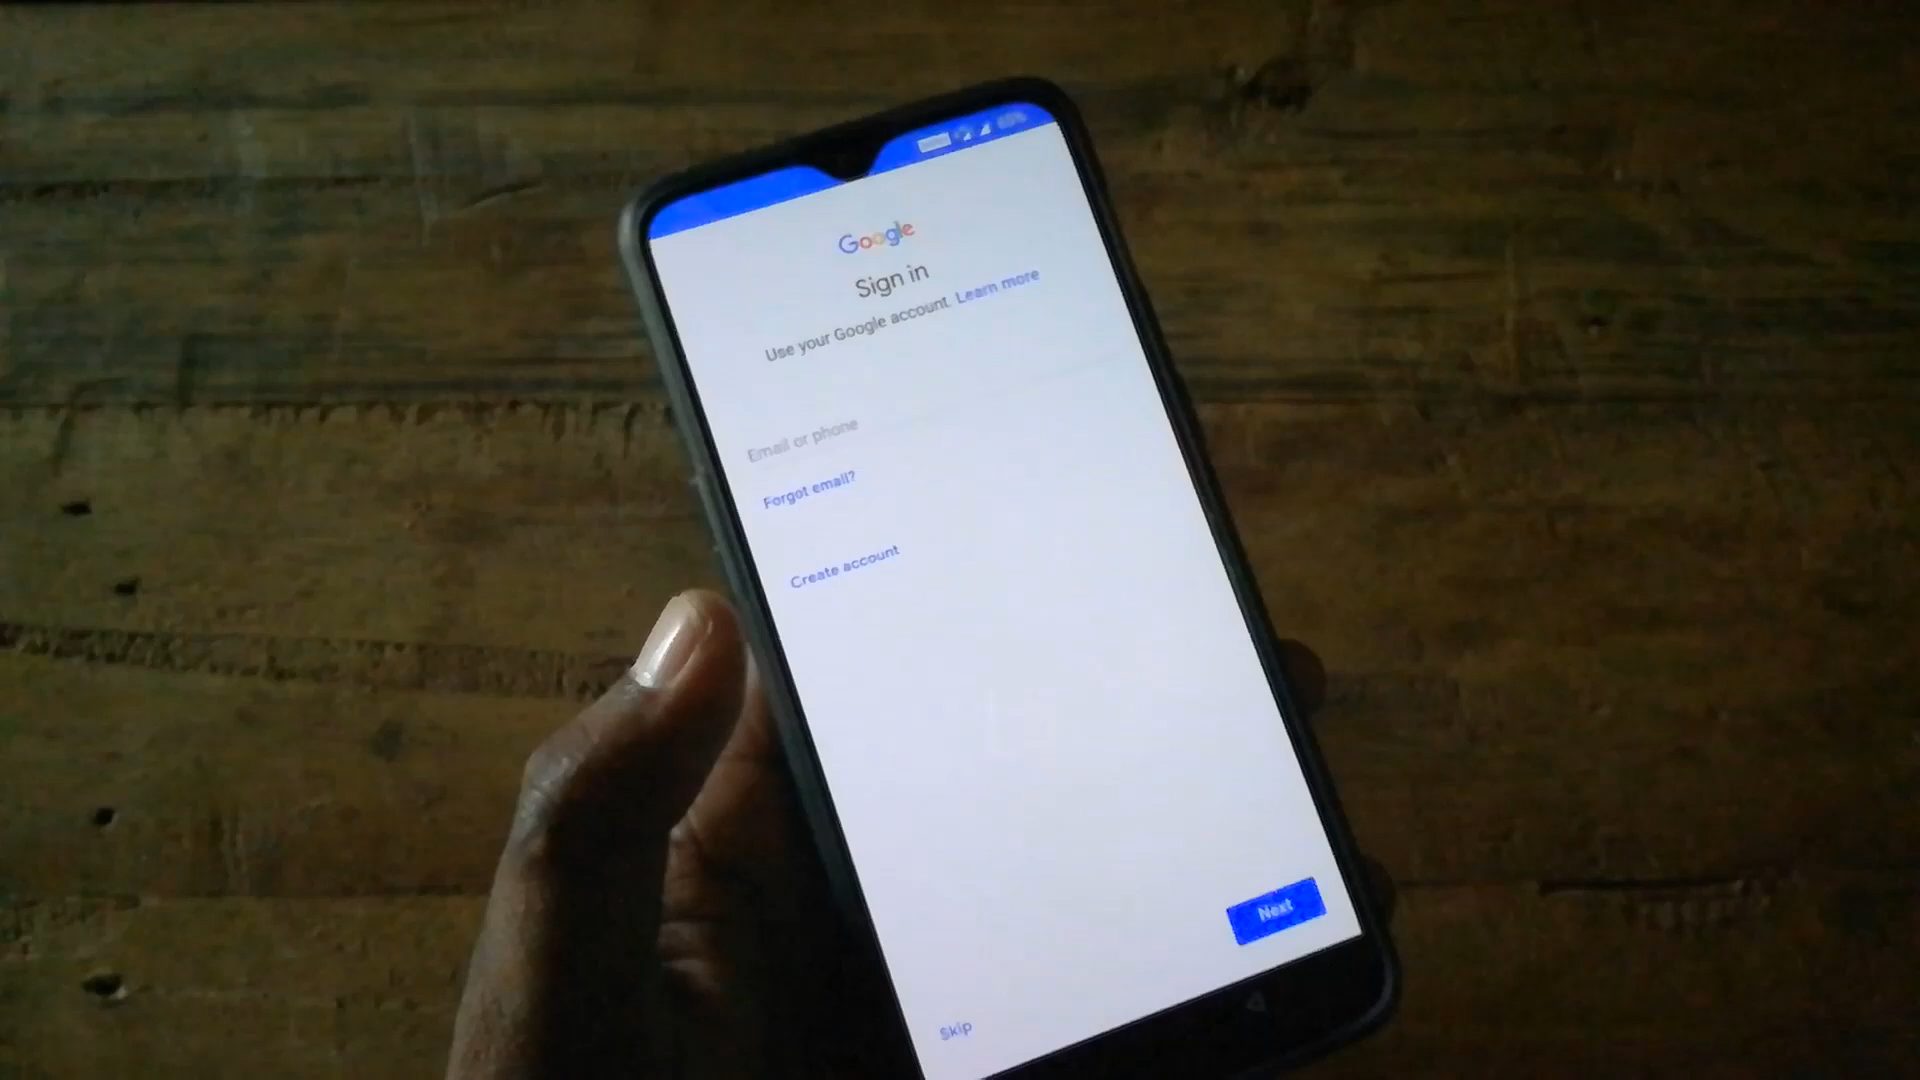 Google
Sign in
Use your Google account. Learn more
Email or phone
Forgot email?
Create account
Next
Skip